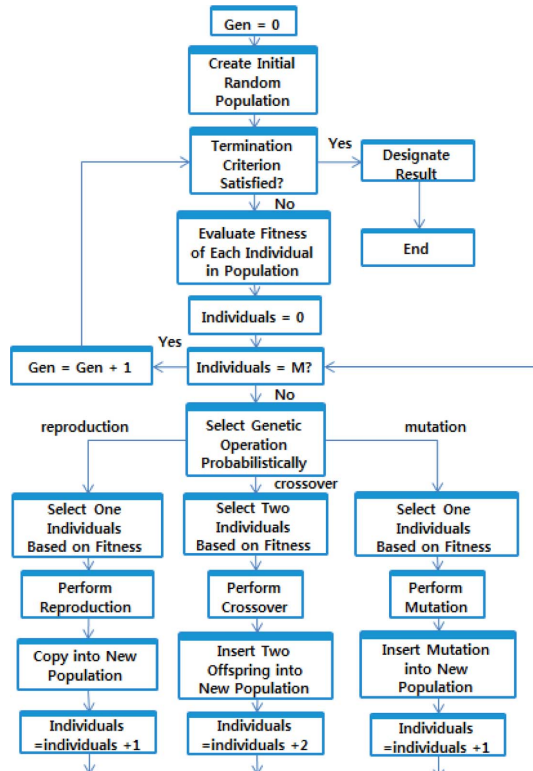 Gen = 0
Create Initial
Random
Population
Termination
Criterion
Satisfied?
Yes
Designate
Result
End
No
Evaluate Fitness
of Each Individual
in Population
Individuals = 0
Individuals = M?
Yes
Gen = Gen + 1
No
Select Genetic
Operation
Probabilistically
reproduction
crossover
mutation
Select One
Individuals
Based on Fitness
Select Two
Individuals
Based on Fitness
Select One
Individuals
Based on Fitness
Perform
Reproduction
Perform
Crossover
Perform
Mutation
Copy into New
Population
Insert Two
Offspring into
New Population
Insert Mutation
into New
Population
Individuals
=individuals +1
Individuals
=individuals +2
Individuals
=individuals +1